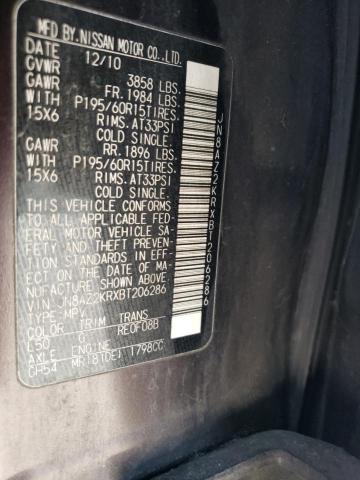 MFD BY. NISSAN MOTOR CO., LTD.
DATE 12/10
GVWR 3858 LBS.
GAWR FR. 1984 LBS.
WITH P195/60R15TIRES.
15X6 RIMS. AT33PSI
COLD SINGLE.
GAWR RR. 1896 LBS.
WITH P195/60R15TIRES.
15X6 RIMS. AT33PSI
COLD SINGLE.
THIS VEHICLE CONFORMS
TO ALL APPLICABLE FED-
ERAL MOTOR VEHICLE SA-
FETY AND THEFT PREVEN-
TION STANDARDS IN EFF-
ECT ON THE DATE OF MA-
NUFACTURE SHOWN ABOVE.
VIN JN8AZ2KRXBT206286
TYPE:MPV
COLOR TRIM TRANS
L50 G RE0F08B
AXLE ENGINE
GH54 MR18(DE) 1798CC
JN8AZ2KRXBT206286